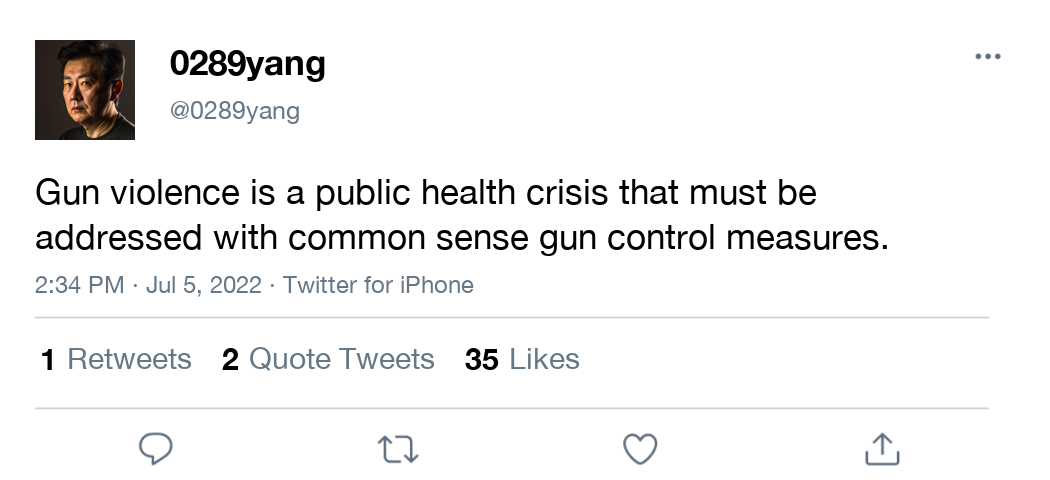 0289yang
@0289yang
Gun violence is a public health crisis that must be
addressed with common sense gun control measures.
2:34 PM · Jul 5, 2022 · Twitter for iPhone
1 Retweets 2 Quote Tweets 35 Likes